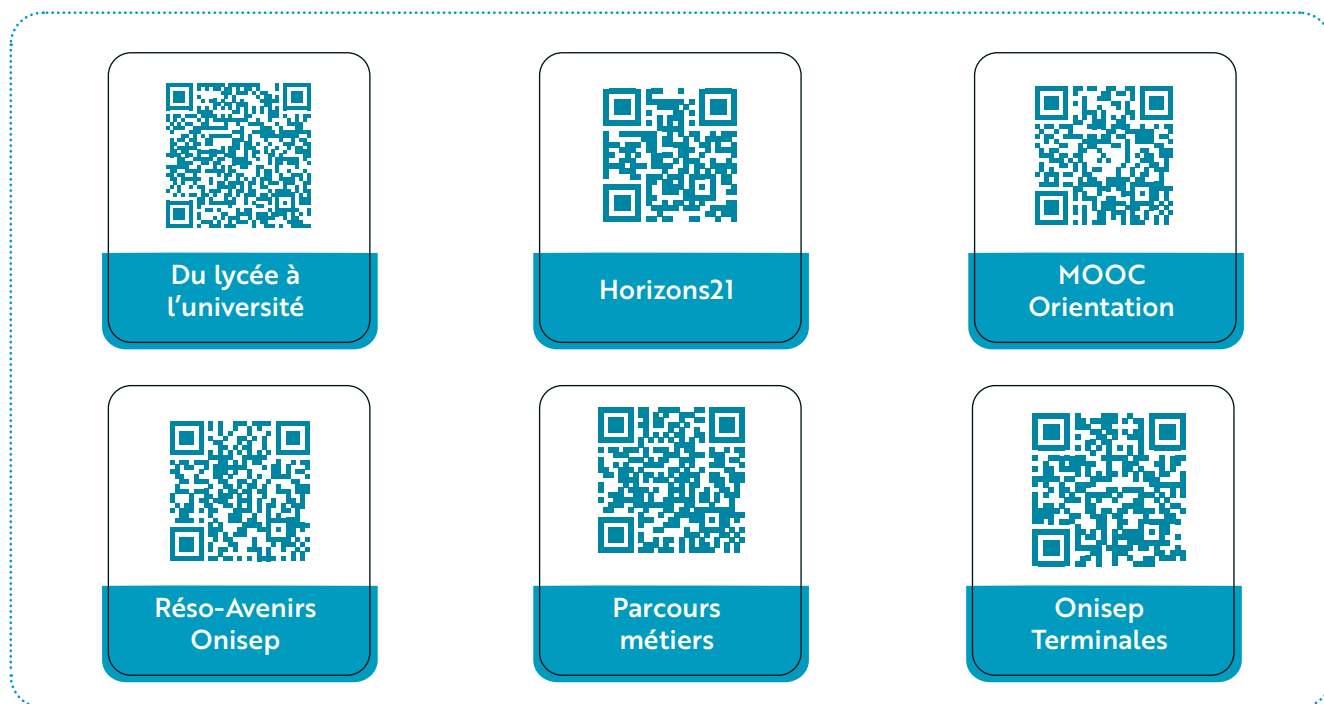 Du lycée à
l'université
Horizons21
MOOC
Orientation
Réso-Avenirs
Onisep
Parcours
métiers
Onisep
Terminales